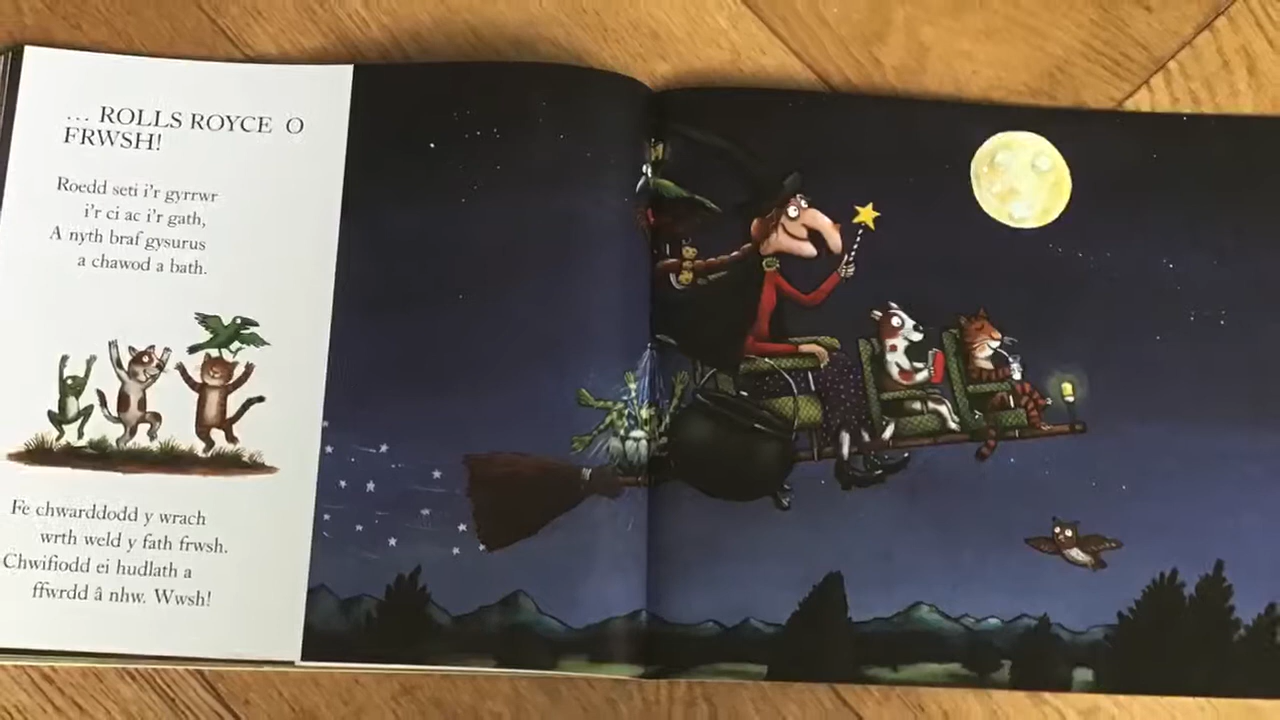 ... ROLLS ROYCE O
FRWSH!
Roedd seti i'r gyrrwr
i'r ci ac i'r gath,
A nyth braf gysurus
a chawod a bath.
Fe chwarddodd y wrach
wrth weld y fath frwsh.
Chwifiodd ei hudlath a
ffwrdd â nhw. Wwsh!